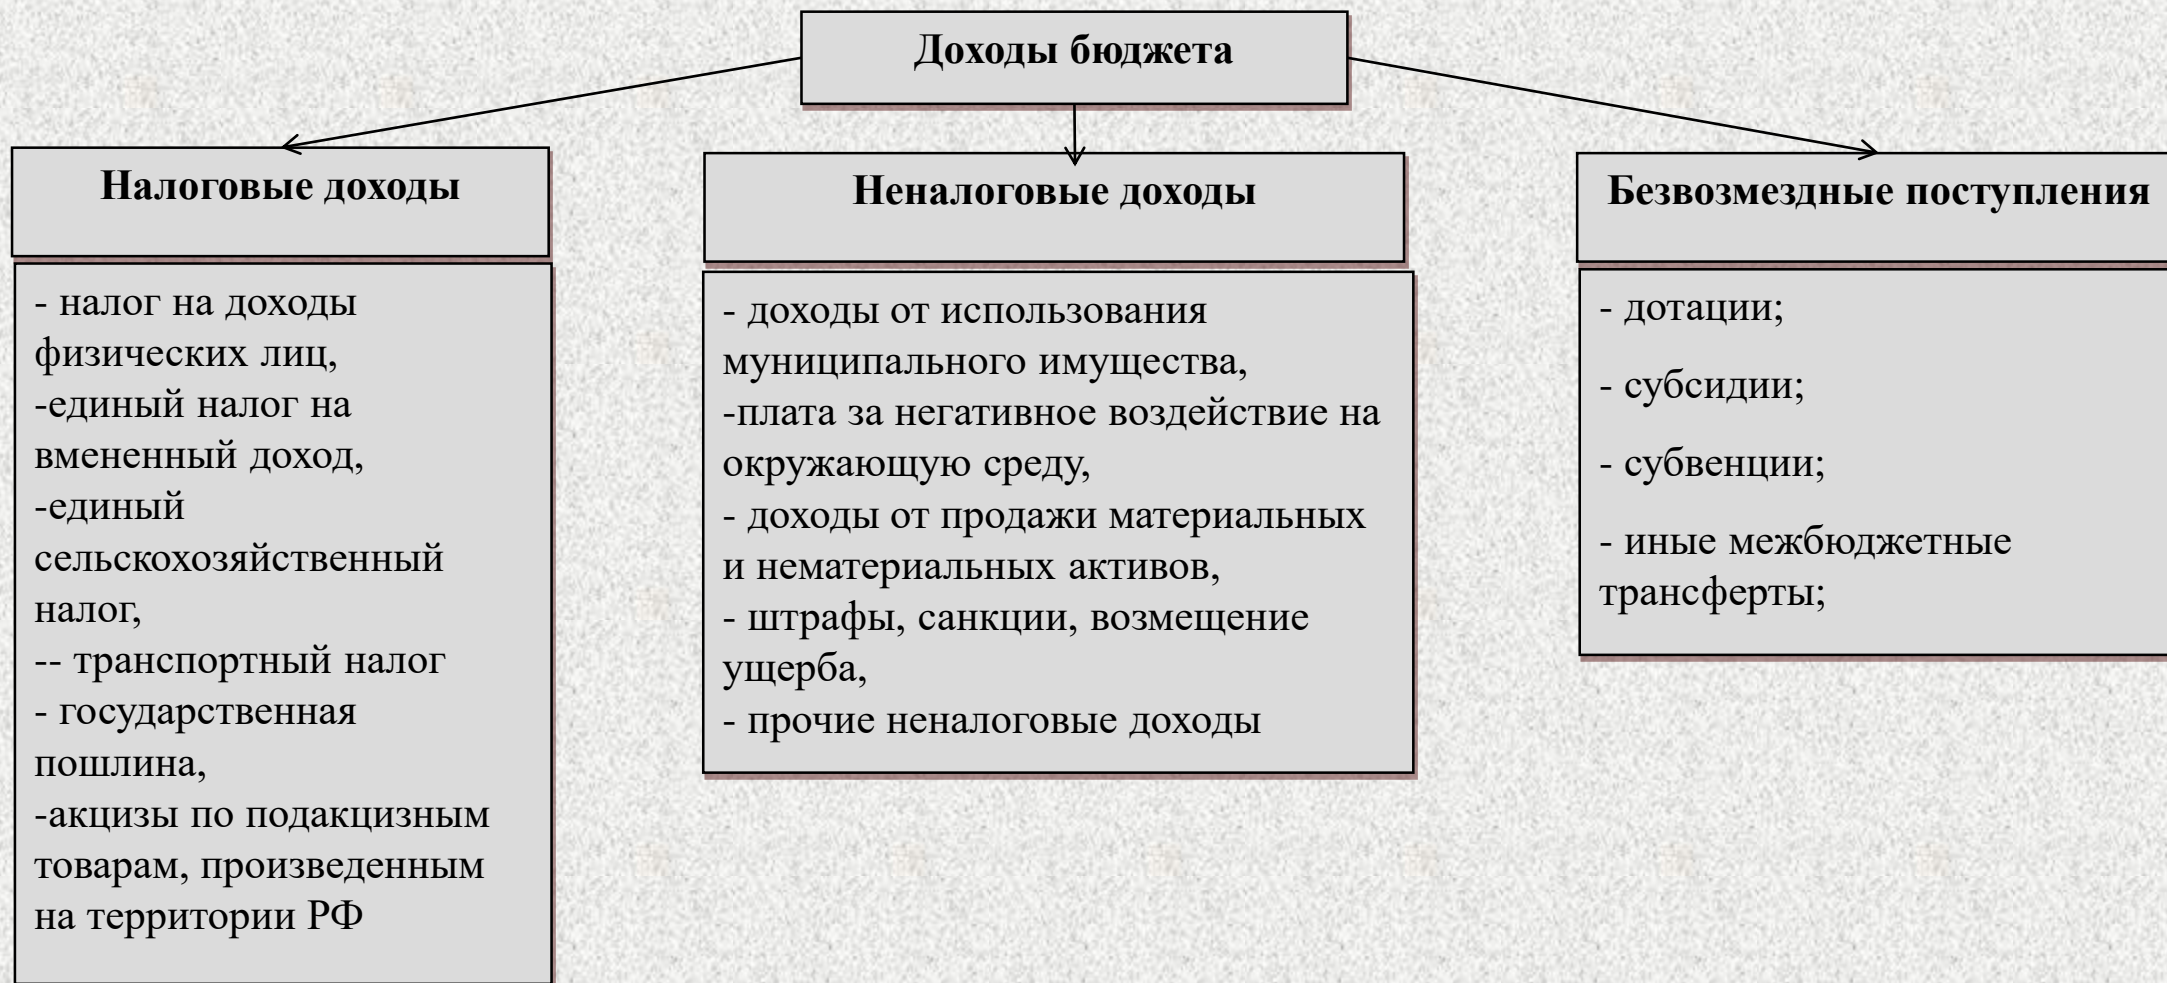 Доходы бюджета
Налоговые доходы
- налог на доходы
физических лиц,
-единый налог на
вмененный доход,
-единый
сельскохозяйственный
налог,
-- транспортный налог
- государственная
пошлина,
-акцизы по подакцизным
товарам, произведенным
на территории РФ
Неналоговые доходы
- доходы от использования
муниципального имущества,
-плата за негативное воздействие на
окружающую среду,
- доходы от продажи материальных
и нематериальных активов,
- штрафы, санкции, возмещение
ущерба,
- прочие неналоговые доходы
Безвозмездные поступления
- дотации;
- субсидии;
- субвенции;
- иные межбюджетные
трансферты;